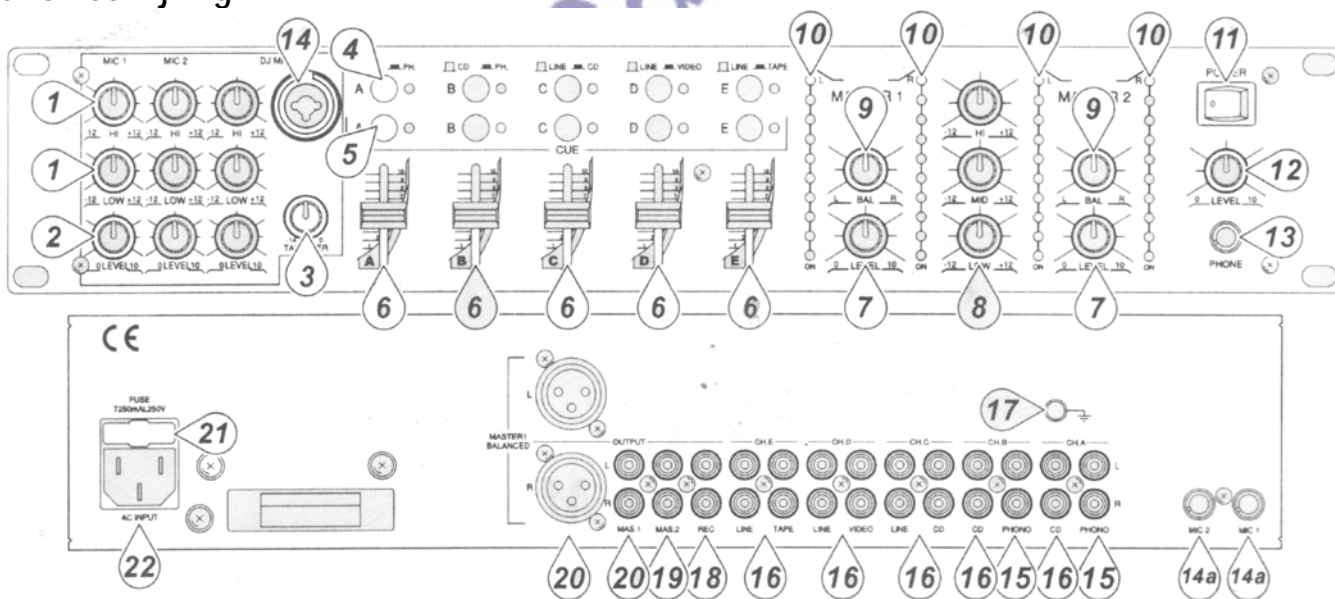 14 4 10 10 10 10 11
MIC 1 MIC 2 PH. CD PH. LINE CD LINE VIDEO LINE TAPE L R L R POWER
A B C D E
1 -12 HI +12 -12 HI +12 -12 HI +12 5 9 -12 HI +12 9
A B C D E
CUE
1 -12 LOW +12 -12 LOW +12 -12 LOW +12 L BAL R -12 MID +12 L BAL R 0 LEVEL 10 12
2 0 LEVEL 10 0 LEVEL 10 0 LEVEL 10 3 A B C D E ON 0 LEVEL 10 ON -12 LOW +12 ON 0 LEVEL 10 ON PHONE 13
6 6 6 6 6 7 8 7
CE
FUSE
T250mAL250V
21
L
17
MASTER1
BALANCED
OUTPUT CH.E CH.D CH.C CH.B CH.A
L L
R R R
MAS.1 MAS.2 REC LINE TAPE LINE VIDEO LINE CD CD PHONO CD PHONO MIC 2 MIC 1
AC INPUT
22 20 20 19 18 16 16 16 16 15 16 15 14a 14a